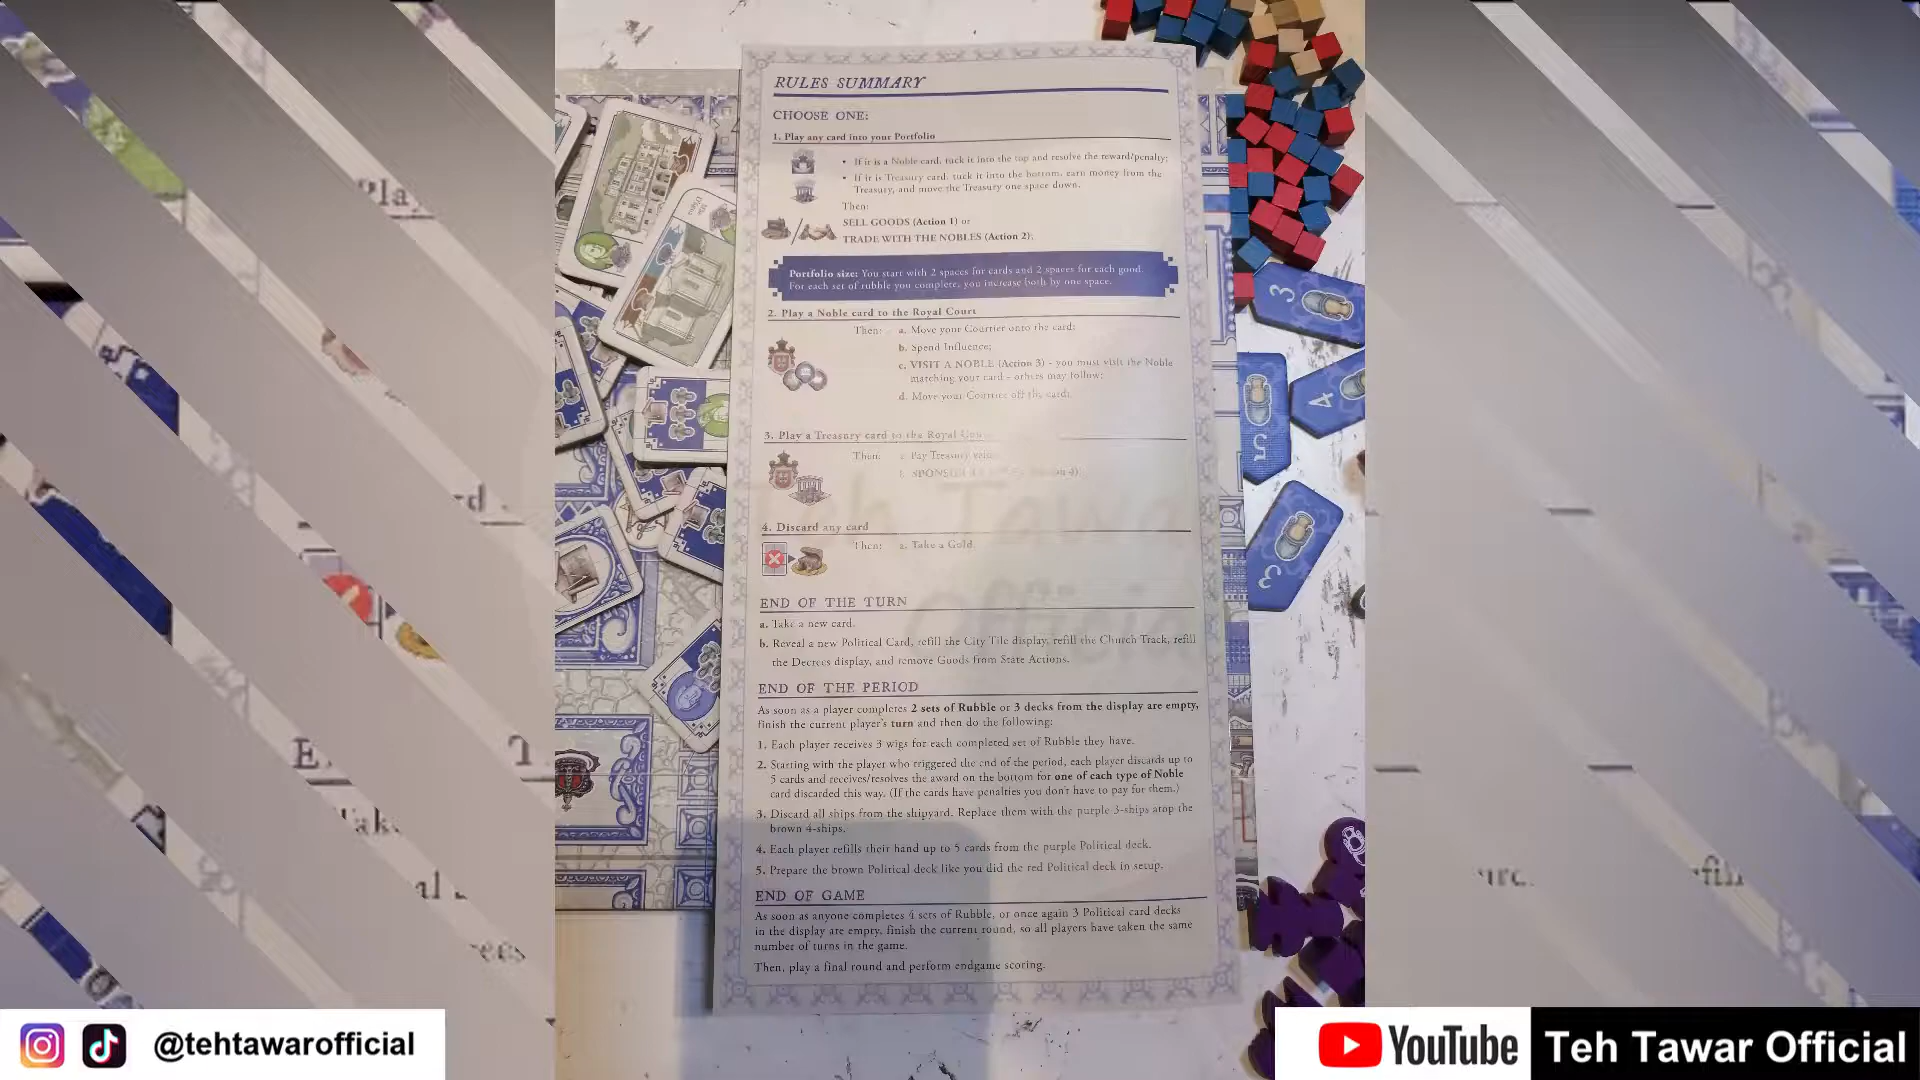 RULES SUMMARY
CHOOSE ONE:
1. Play any card into your Portfolio
• If it is a Noble card, tuck it into the top and resolve the reward/penalty;
• If it is Treasury card, tuck it into the bottom, earn money from the
Treasury, and move the Treasury one space down.
Then:
SELL GOODS (Action 1) or
TRADE WITH THE NOBLES (Action 2).
Portfolio size: You start with 2 spaces for cards and 2 spaces for each good.
For each set of rubble you complete, you increase both by one space.
2. Play a Noble card to the Royal Court
Then: a. Move your Courtier onto the card;
b. Spend Influence;
c. VISIT A NOBLE (Action 3) - you must visit the Noble
matching your card - others may follow;
d. Move your Courtier off the card.
3. Play a Treasury card to the Royal
Then: Pay Treasury
4. Discard any card
Then: a. Take a Gold.
END OF THE TURN
a. Take a new card.
b. Reveal a new Political Card, refill the City Tile display, refill the Church Track, refill
the Decrees display, and remove Goods from State Actions.
END OF THE PERIOD
As soon as a player completes 2 sets of Rubble or 3 decks from the display are empty,
finish the current player's turn and then do the following:
1. Each player receives 3 wigs for each completed set of Rubble they have.
2. Starting with the player who triggered the end of the period, each player discards up to
5 cards and receives/resolves the award on the bottom for one of each type of Noble
card discarded this way. (If the cards have penalties you don't have to pay for them.)
3. Discard all ships from the shipyard. Replace them with the purple 3-ships atop the
brown 4-ships.
4. Each player refills their hand up to 5 cards from the purple Political deck.
5. Prepare the brown Political deck like you did the red Political deck in setup.
END OF GAME
As soon as anyone completes 4 sets of Rubble, or once again 3 Political card decks
in the display are empty, finish the current round, so all players have taken the same
number of turns in the game.
Then, play a final round and perform endgame scoring.
3
4
5
3
Teh Tawar
Official
@tehtawarofficial
YouTube
Teh Tawar Official